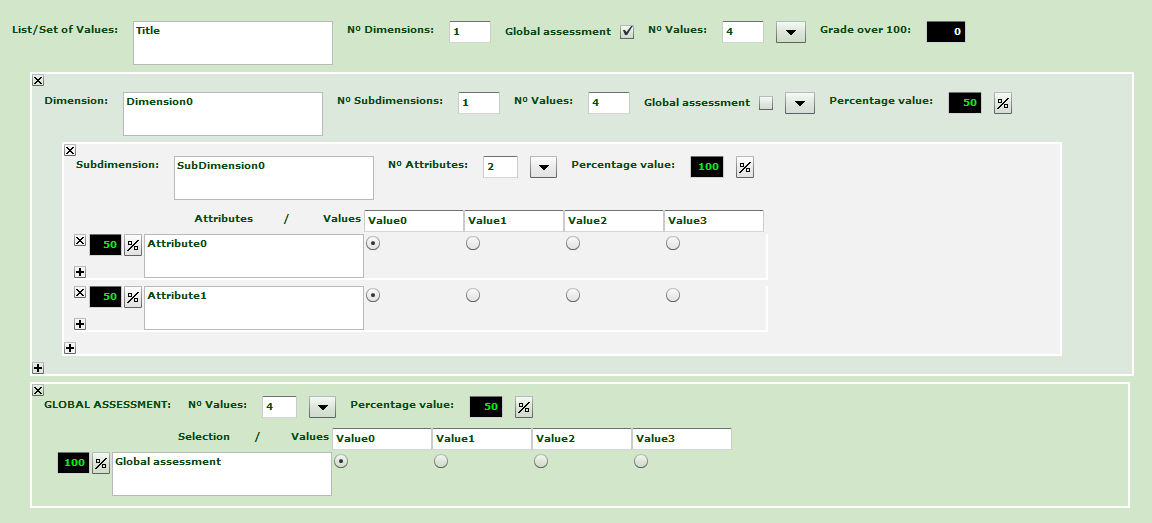 List/Set of Values: Title Nº Dimensions: 1 Global assessment Nº Values: 4 Grade over 100: 0
Dimension: Dimension0 Nº Subdimensions: 1 Nº Values: 4 Global assessment Percentage value: 50 %
Subdimension: SubDimension0 Nº Attributes: 2 Percentage value: 100 %
Attributes / Values Value0 Value1 Value2 Value3
50 % Attribute0
50 % Attribute1
GLOBAL ASSESSMENT: Nº Values: 4 Percentage value: 50 %
Selection / Values Value0 Value1 Value2 Value3
100 % Global assessment